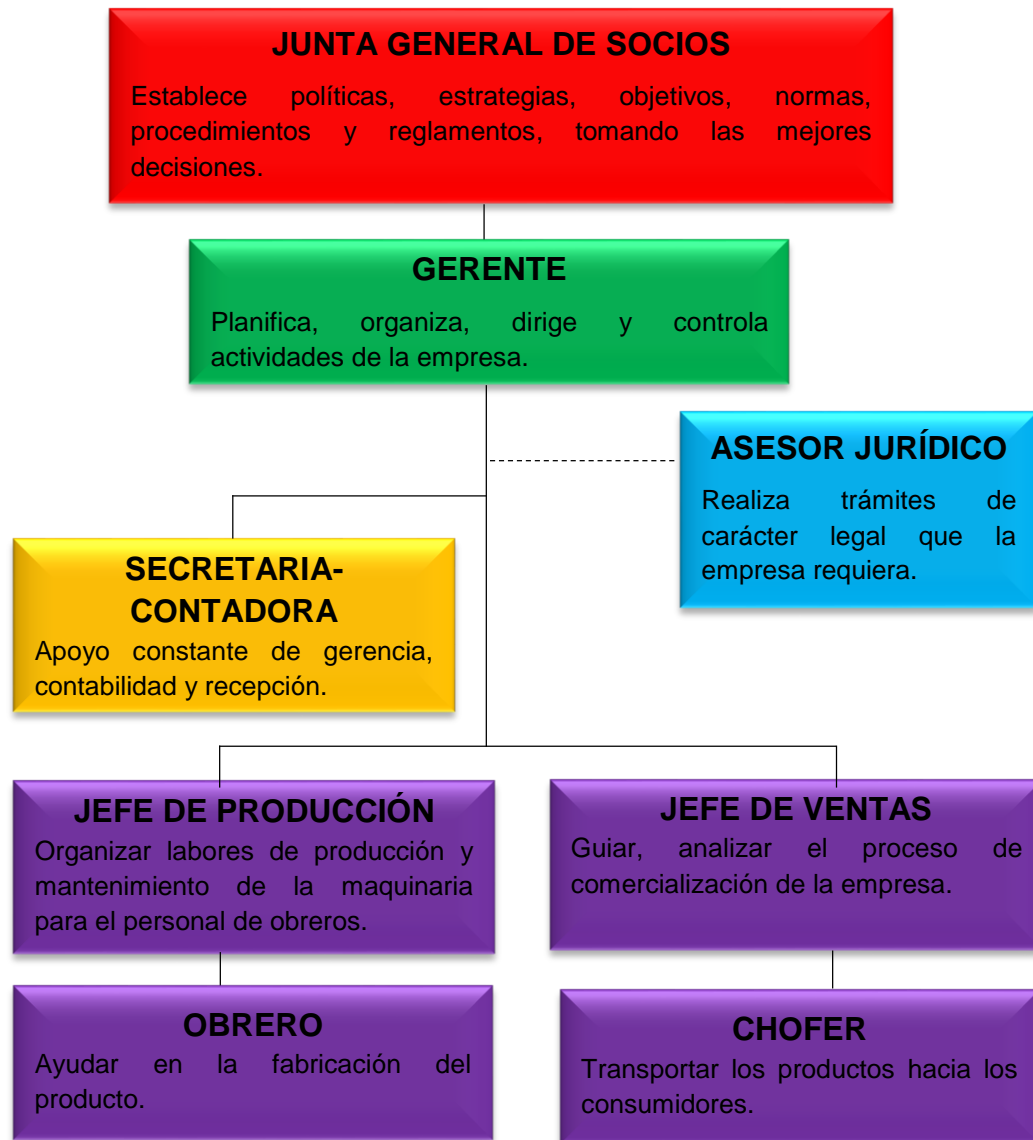 JUNTA GENERAL DE SOCIOS
Establece políticas, estrategias, objetivos, normas,
procedimientos y reglamentos, tomando las mejores
decisiones.
GERENTE
Planifica, organiza, dirige y controla
actividades de la empresa.
ASESOR JURÍDICO
Realiza trámites de
carácter legal que la
empresa requiera.
SECRETARIA-
CONTADORA
Apoyo constante de gerencia,
contabilidad y recepción.
JEFE DE PRODUCCIÓN
Organizar labores de producción y
mantenimiento de la maquinaria
para el personal de obreros.
JEFE DE VENTAS
Guiar, analizar el proceso de
comercialización de la empresa.
OBRERO
Ayudar en la fabricación del
producto.
CHOFER
Transportar los productos hacia los
consumidores.